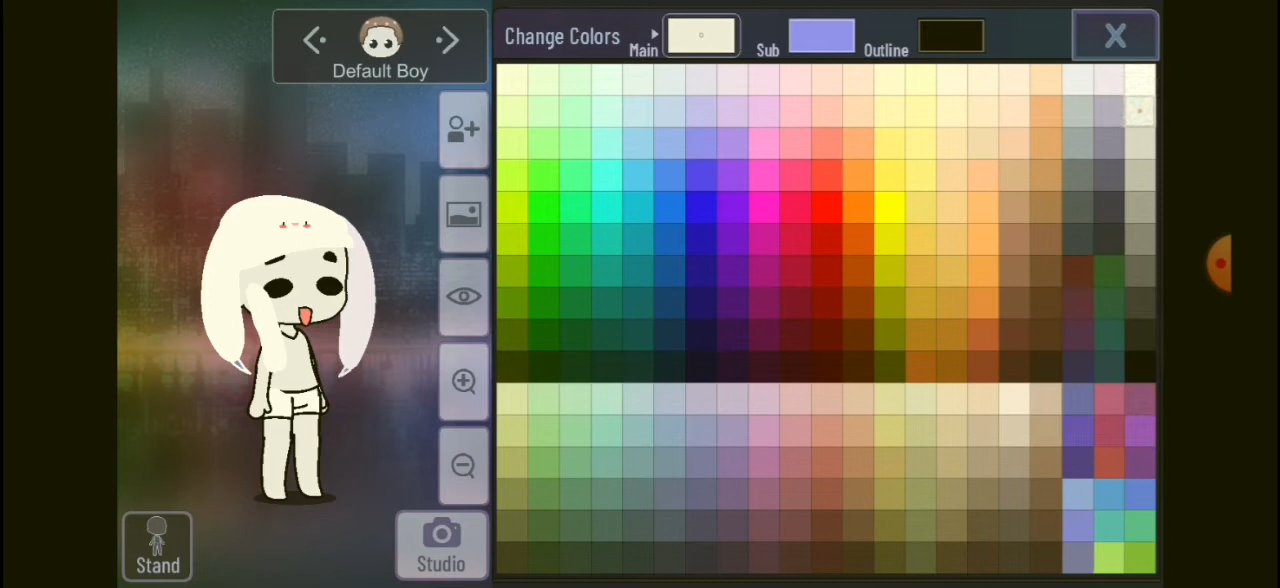 Default Boy
Stand
Studio
Change Colors
Main
Sub
Outline
X